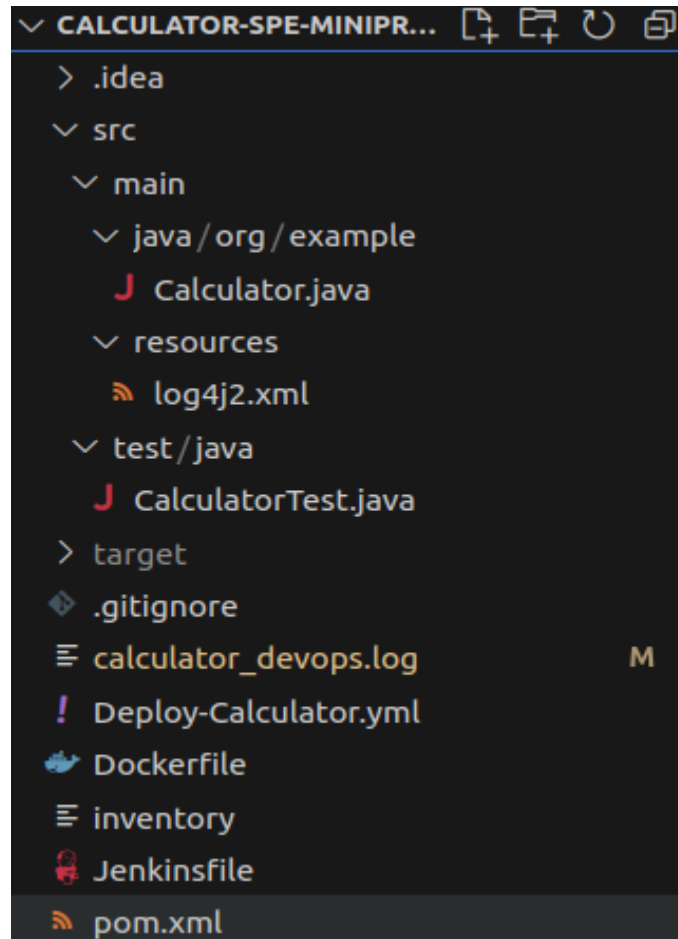 CALCULATOR-SPE-MINIPR...
.idea
src
main
java/org/example
J Calculator.java
resources
log4j2.xml
test/java
J CalculatorTest.java
target
.gitignore
calculator_devops.log M
! Deploy-Calculator.yml
Dockerfile
inventory
Jenkinsfile
pom.xml